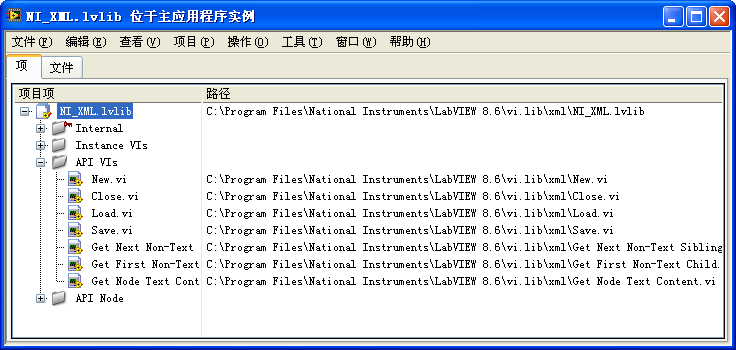 NI_XML.lvlib 位于主应用程序实例
文件(F) 编辑(E) 查看(V) 项目(P) 操作(O) 工具(T) 窗口(W) 帮助(H)
项 文件
项目项 路径
NI_XML.lvlib C:\Program Files\National Instruments\LabVIEW 8.6\vi.lib\xml\NI_XML.lvlib
Internal
Instance VIs
API VIs
New.vi C:\Program Files\National Instruments\LabVIEW 8.6\vi.lib\xml\New.vi
Close.vi C:\Program Files\National Instruments\LabVIEW 8.6\vi.lib\xml\Close.vi
Load.vi C:\Program Files\National Instruments\LabVIEW 8.6\vi.lib\xml\Load.vi
Save.vi C:\Program Files\National Instruments\LabVIEW 8.6\vi.lib\xml\Save.vi
Get Next Non-Text C:\Program Files\National Instruments\LabVIEW 8.6\vi.lib\xml\Get Next Non-Text Sibling
Get First Non-Text C:\Program Files\National Instruments\LabVIEW 8.6\vi.lib\xml\Get First Non-Text Child.
Get Node Text Cont C:\Program Files\National Instruments\LabVIEW 8.6\vi.lib\xml\Get Node Text Content.vi
API Node